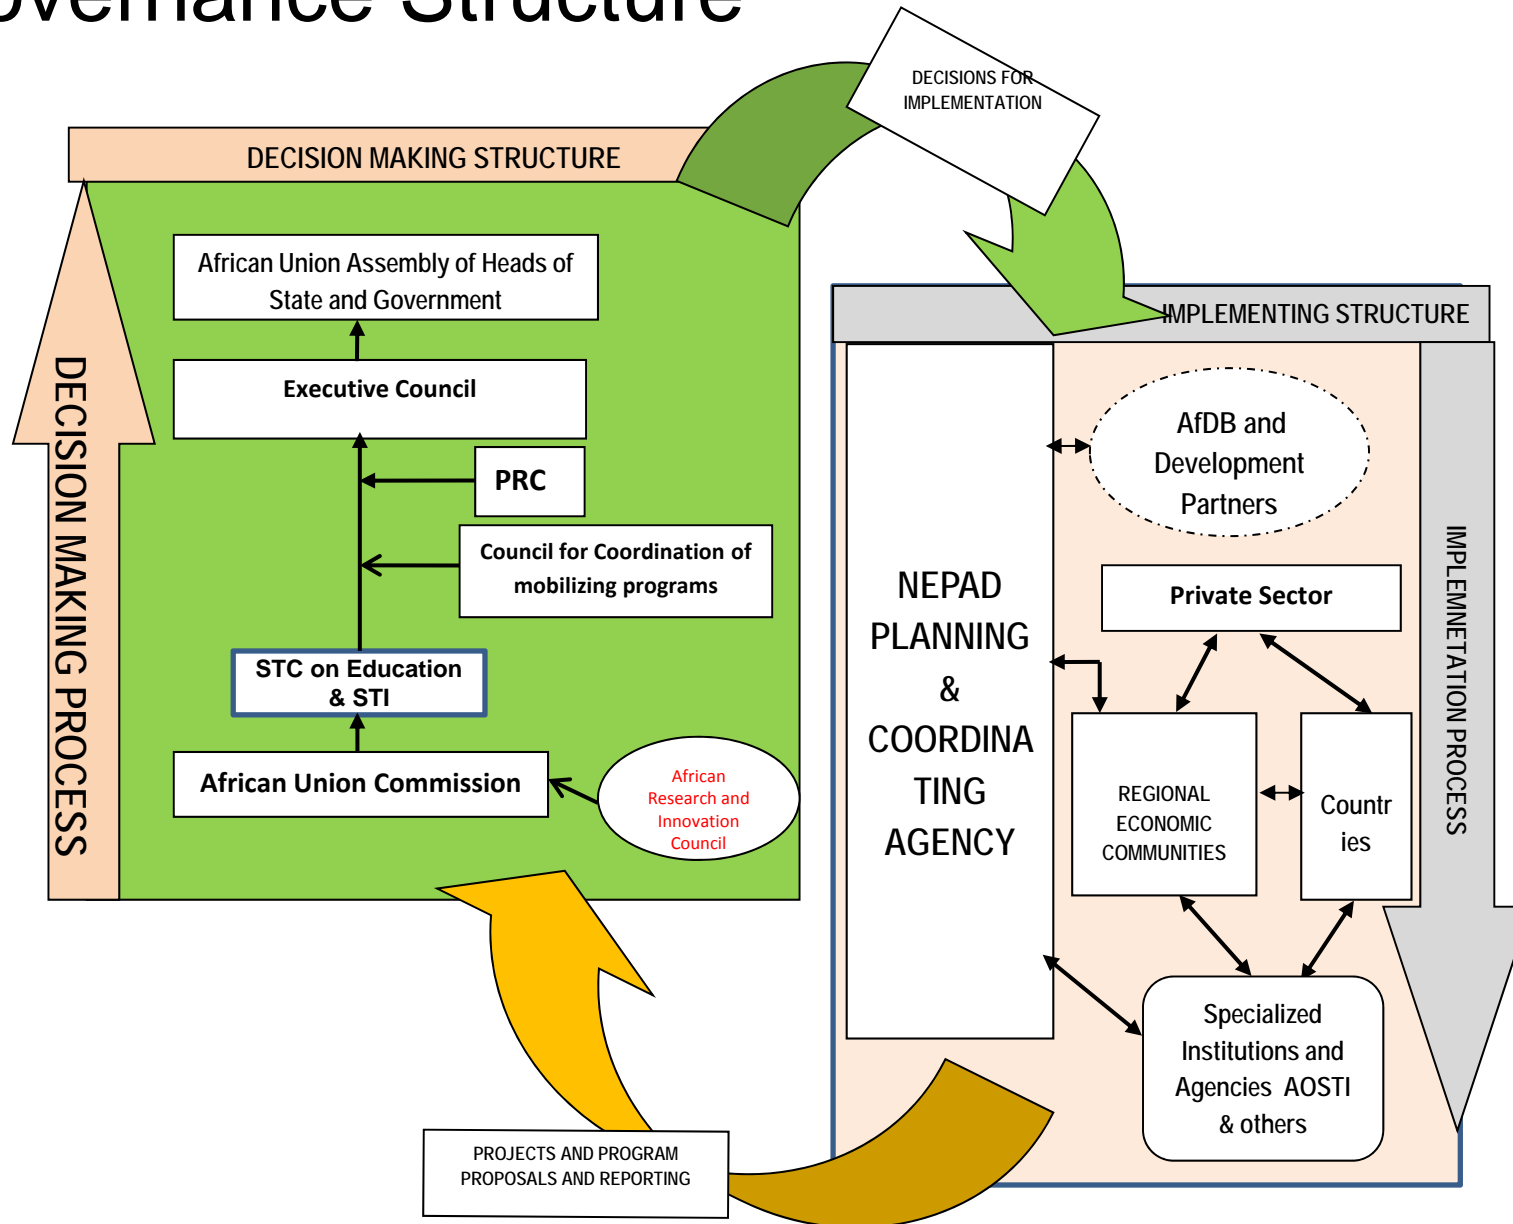 overnance Structure
DECISIONS FOR
IMPLEMENTATION
DECISION MAKING STRUCTURE
African Union Assembly of Heads of
State and Government
Executive Council
PRC
Council for Coordination of
mobilizing programs
STC on Education
& STI
African Union Commission
African
Research and
Innovation
Council
DECISION MAKING PROCESS
IMPLEMENTING STRUCTURE
NEPAD
PLANNING
&
COORDINA
TING
AGENCY
AfDB and
Development
Partners
Private Sector
REGIONAL
ECONOMIC
COMMUNITIES
Countr
ies
Specialized
Institutions and
Agencies AOSTI
& others
IMPLEMNETATION PROCESS
PROJECTS AND PROGRAM
PROPOSALS AND REPORTING